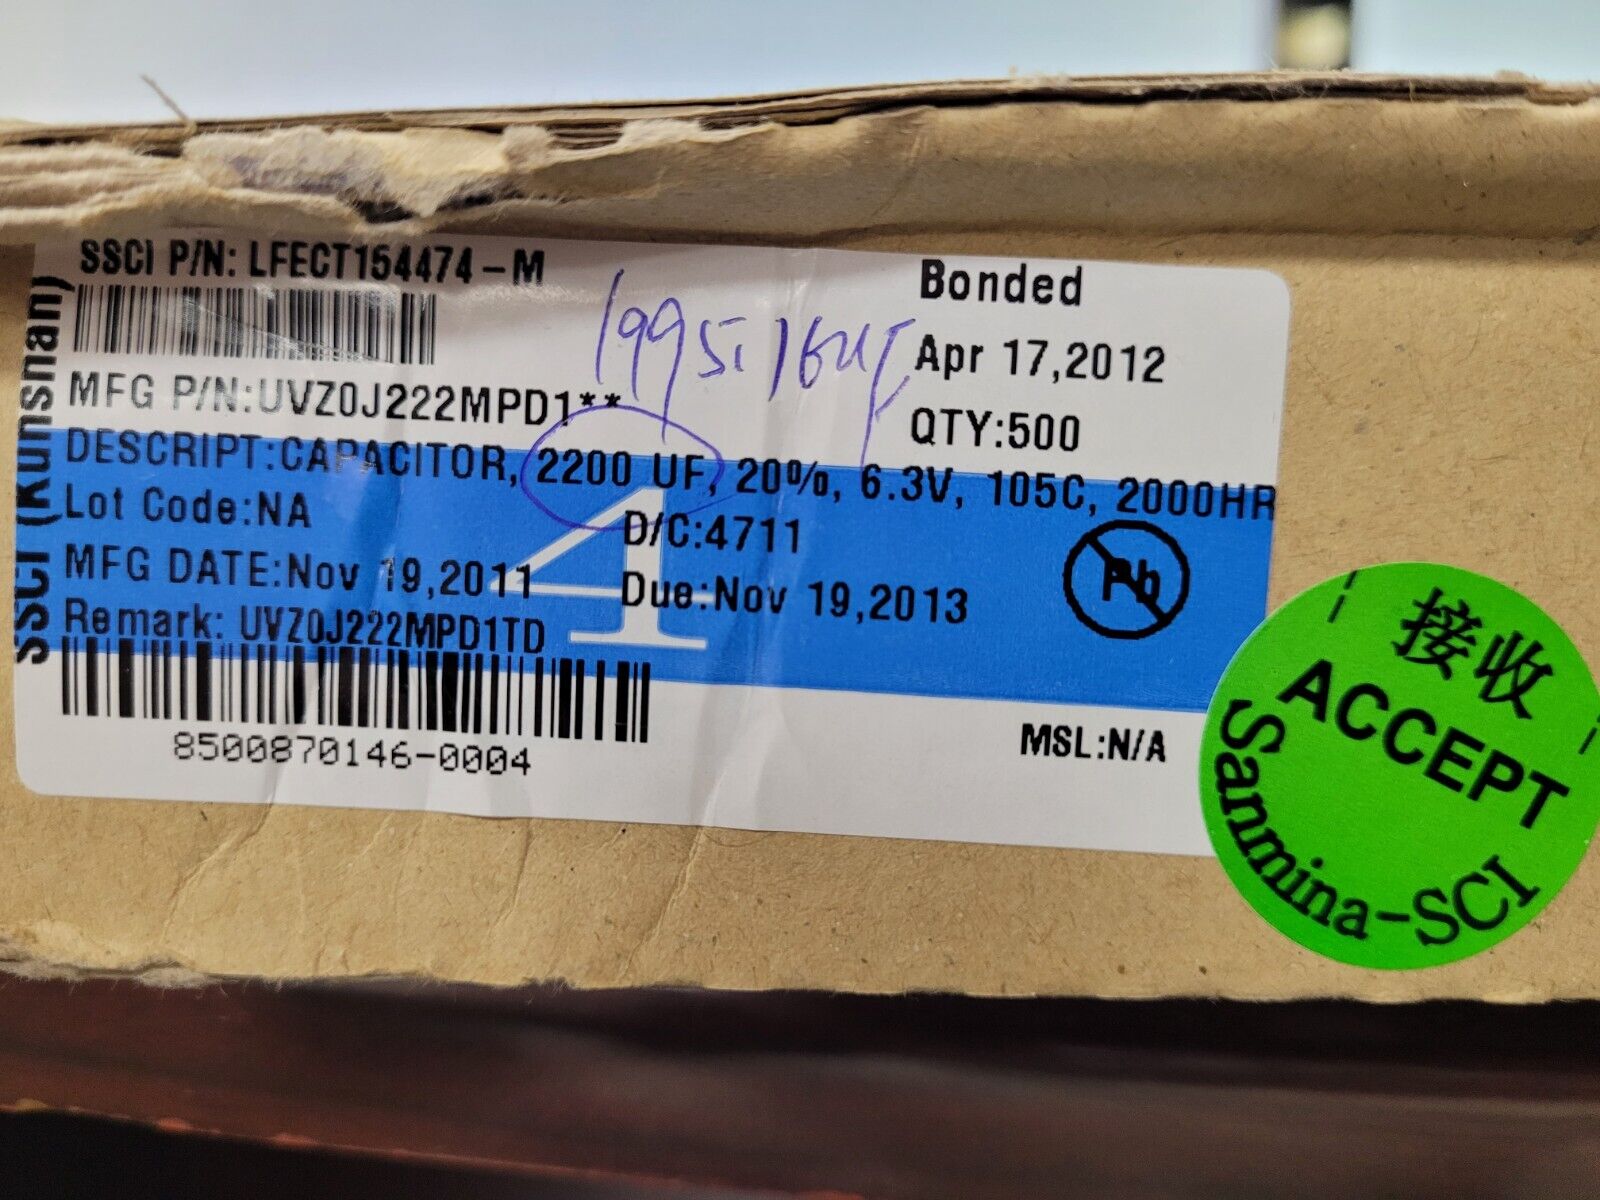 SSCI P/N: LFECT154474-M
Bonded
Apr 17,2012
MFG P/N:UVZ0J222MPD1**
QTY:500
DESCRIPT:CAPACITOR, 2200 UF, 20%, 6.3V, 105C, 2000HR
Lot Code:NA
D/C:4711
MFG DATE:Nov 19,2011
Due:Nov 19,2013
Remark: UVZ0J222MPD1TD
4
Pb
8500870146-0004
MSL:N/A
SSCI (Kunshan)
接收
ACCEPT
Sanmina-SCI